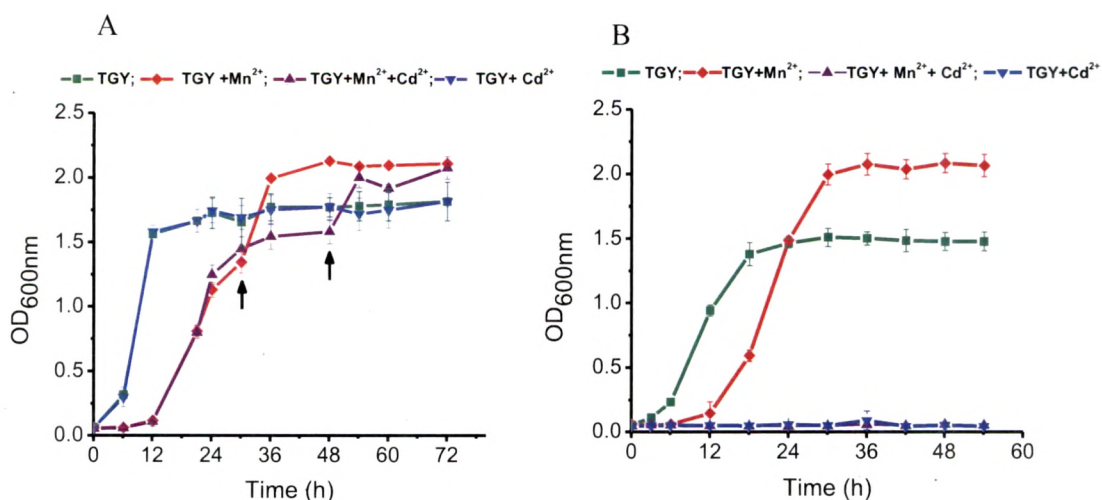 A
TGY; TGY +Mn²⁺; TGY+Mn²⁺+Cd²⁺; TGY+ Cd²⁺
2.5
2.0
1.5
1.0
0.5
0.0
OD600nm
0 12 24 36 48 60 72
Time (h)
B
TGY; TGY+Mn²⁺; TGY+ Mn²⁺+ Cd²⁺; TGY+Cd²⁺
2.5
2.0
1.5
1.0
0.5
0.0
OD600nm
0 12 24 36 48 60
Time (h)